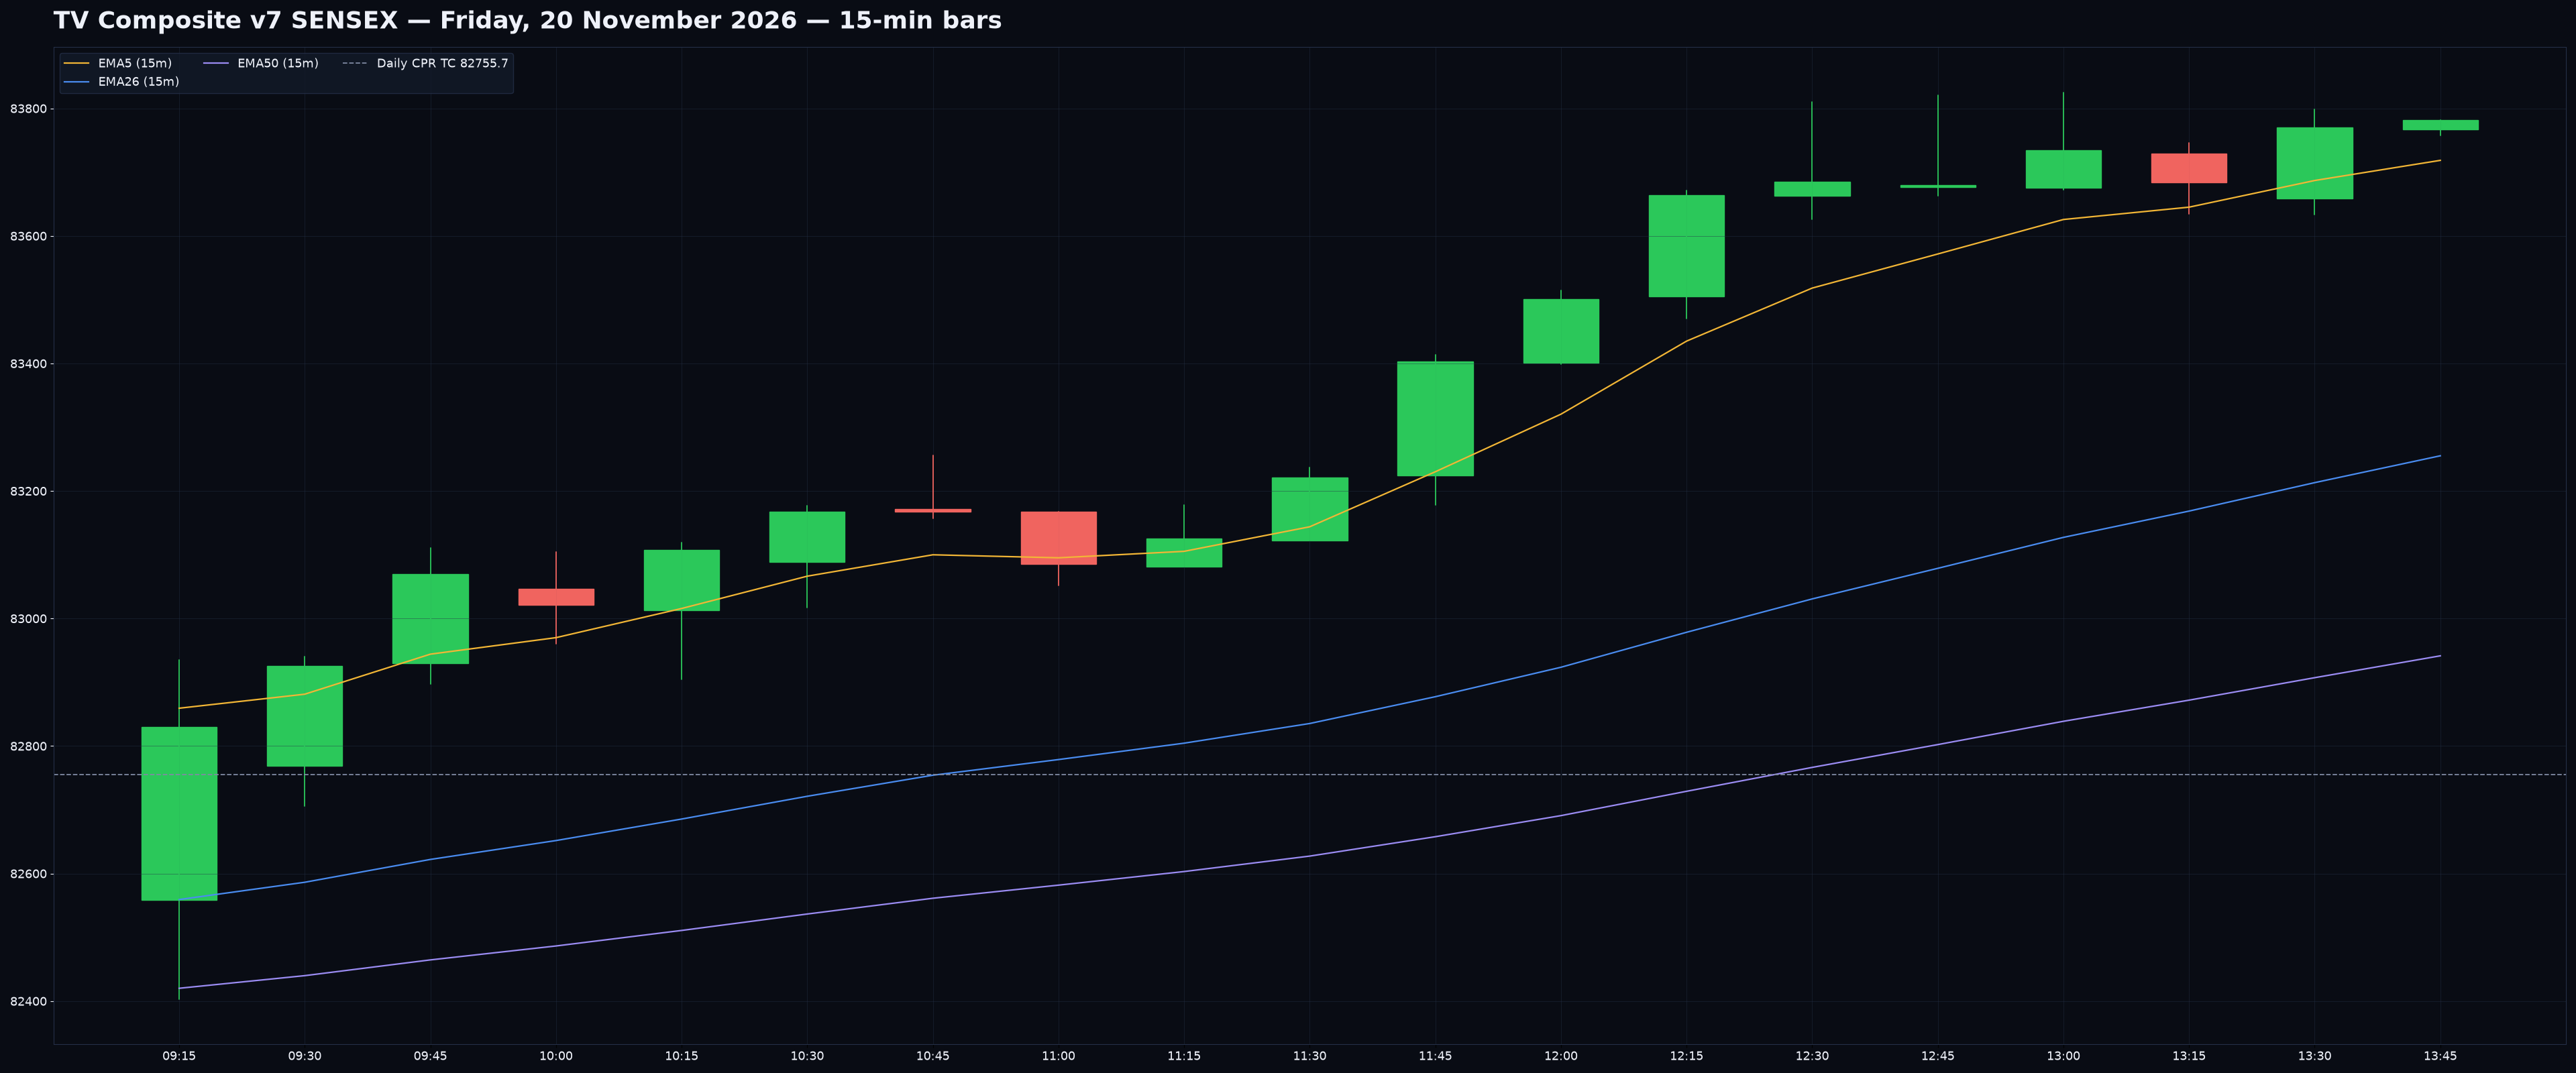 TV Composite v7 SENSEX — Friday, 20 November 2026 — 15-min bars
EMA5 (15m) EMA50 (15m) Daily CPR TC 82755.7
EMA26 (15m)
83800
83600
83400
83200
83000
82800
82600
82400
09:15 09:30 09:45 10:00 10:15 10:30 10:45 11:00 11:15 11:30 11:45 12:00 12:15 12:30 12:45 13:00 13:15 13:30 13:45